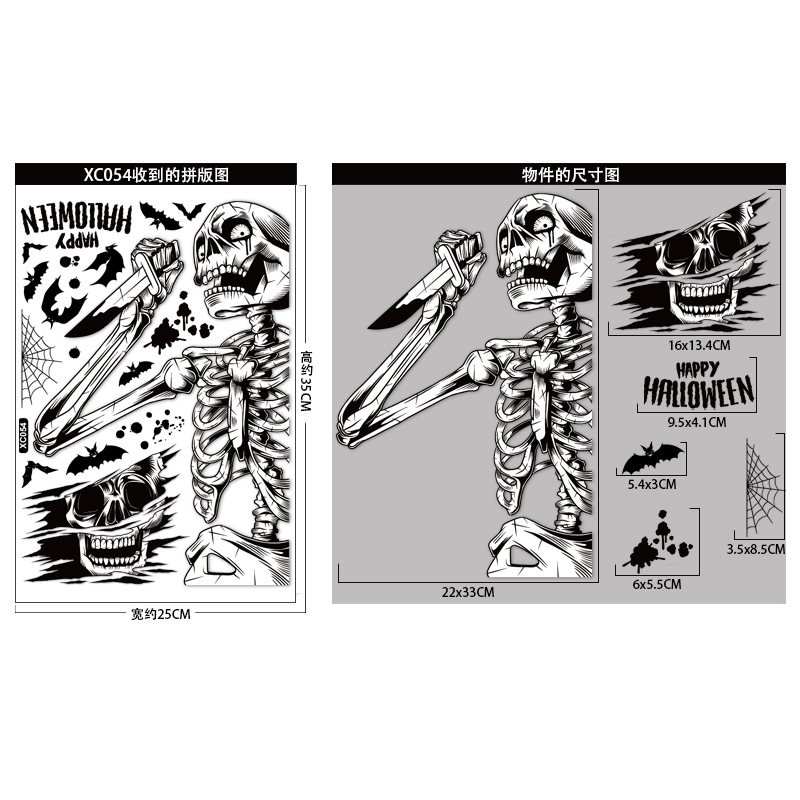 XC054收到的拼版图
HAPPY
HALLOWEEN
XC054
高约35CM
宽约25CM
物件的尺寸图
22x33CM
16x13.4CM
HAPPY
HALLOWEEN
9.5x4.1CM
5.4x3CM
3.5x8.5CM
6x5.5CM